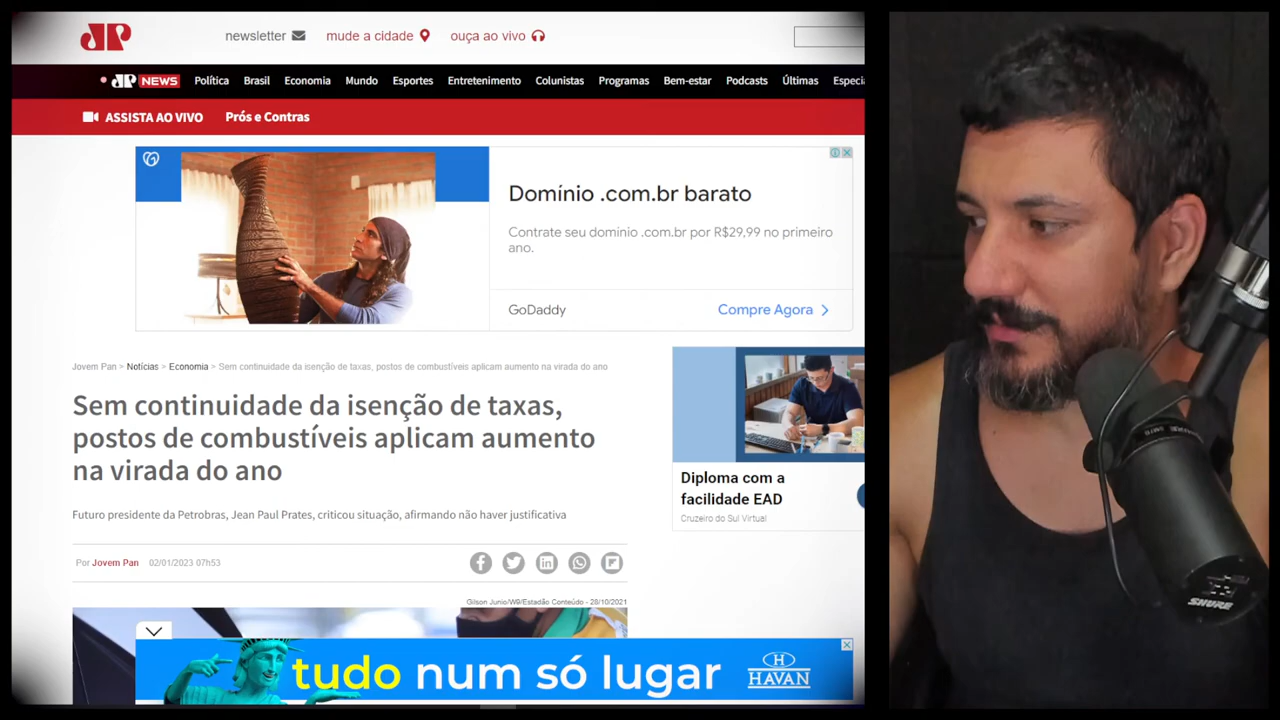 JP
newsletter mude a cidade ouça ao vivo
JP NEWS Política Brasil Economia Mundo Esportes Entretenimento Colunistas Programas Bem-estar Podcasts Últimas Especia
ASSISTA AO VIVO Prós e Contras
Domínio .com.br barato
Contrate seu domínio .com.br por R$29,99 no primeiro
ano.
GoDaddy Compre Agora
Jovem Pan > Notícias > Economia > Sem continuidade da isenção de taxas, postos de combustíveis aplicam aumento na virada do ano
Sem continuidade da isenção de taxas,
postos de combustíveis aplicam aumento
na virada do ano
Futuro presidente da Petrobras, Jean Paul Prates, criticou situação, afirmando não haver justificativa
Por Jovem Pan 02/01/2023 07h53
Gilson Junio/W9/Estadão Conteúdo - 28/10/2021
Diploma com a
facilidade EAD
Cruzeiro do Sul Virtual
tudo num só lugar
HAVAN
SHURE